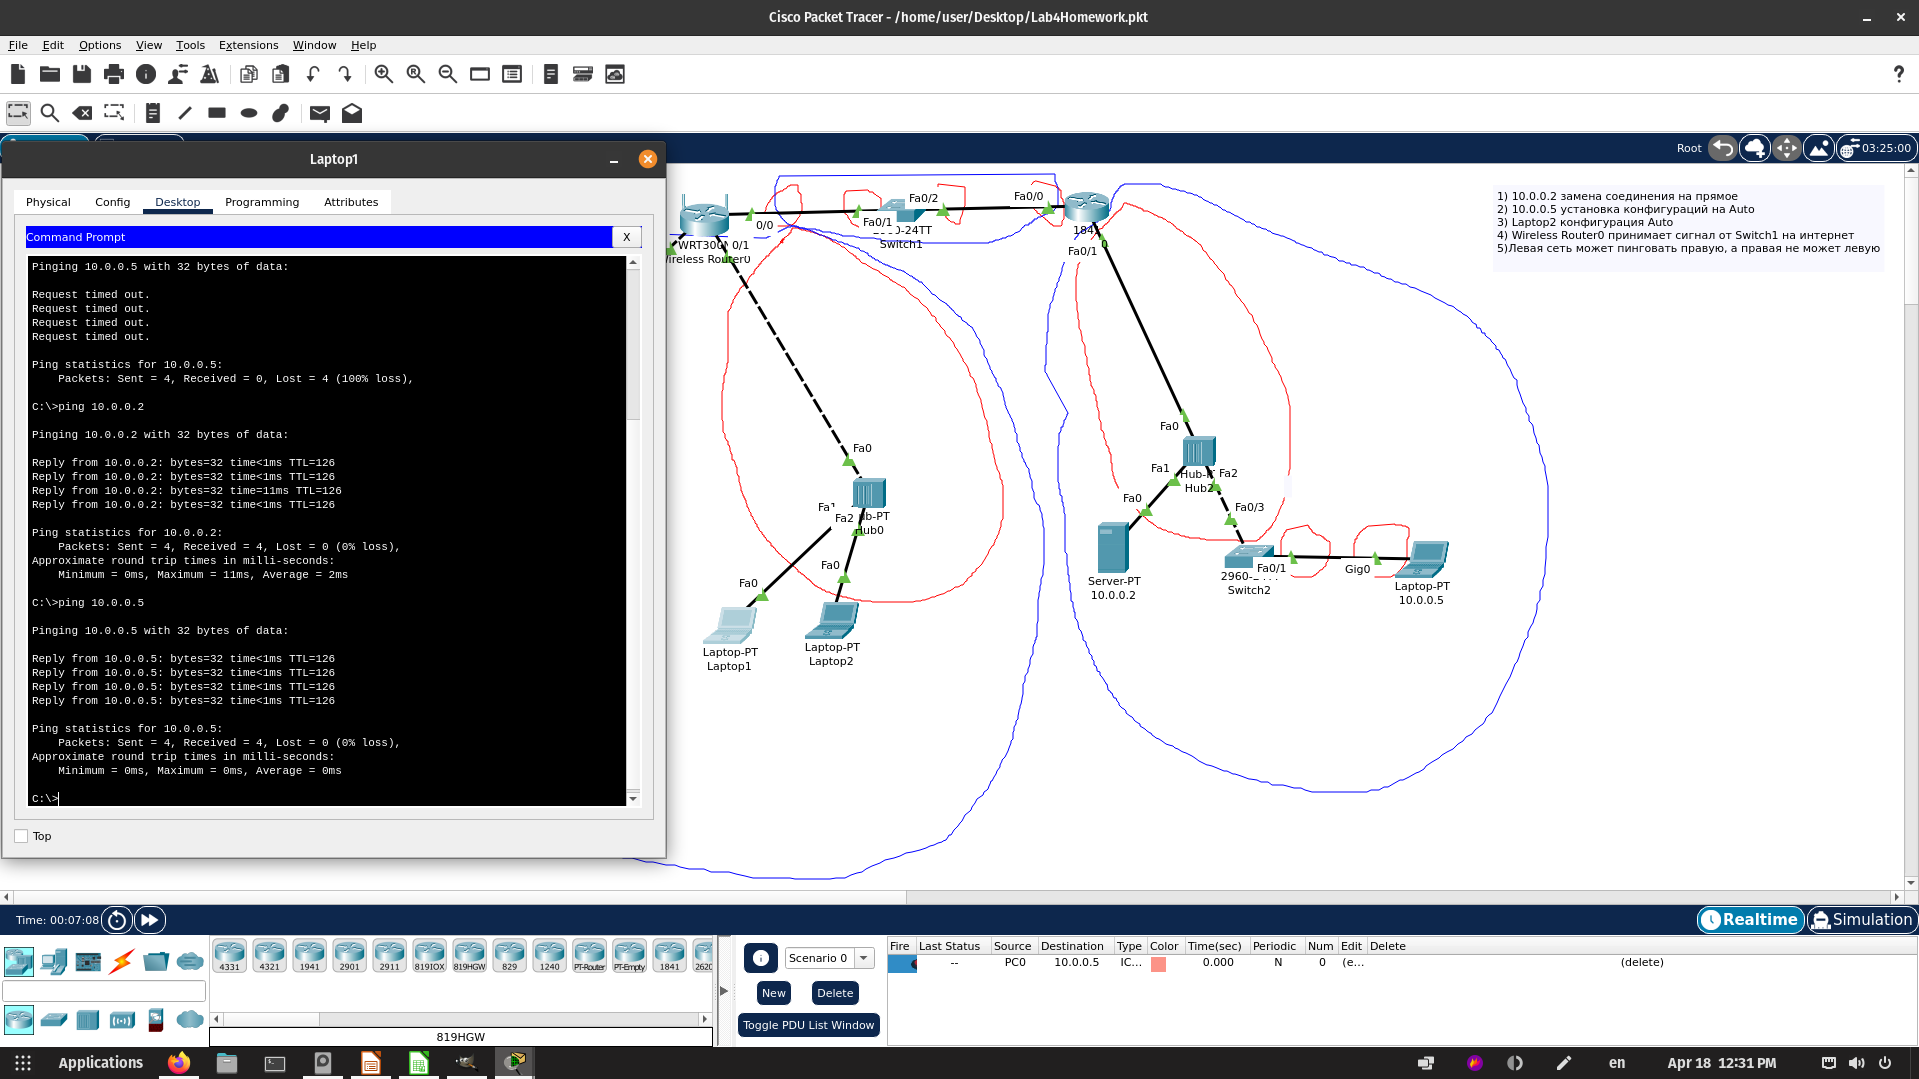 Cisco Packet Tracer - /home/user/Desktop/Lab4Homework.pkt
File Edit Options View Tools Extensions Window Help
?
Root
03:25:00
Laptop1
Physical Config Desktop Programming Attributes
Command Prompt
X
Pinging 10.0.0.5 with 32 bytes of data:
Request timed out.
Request timed out.
Request timed out.
Request timed out.
Ping statistics for 10.0.0.5:
Packets: Sent = 4, Received = 0, Lost = 4 (100% loss),
C:\>ping 10.0.0.2
Pinging 10.0.0.2 with 32 bytes of data:
Reply from 10.0.0.2: bytes=32 time<1ms TTL=126
Reply from 10.0.0.2: bytes=32 time<1ms TTL=126
Reply from 10.0.0.2: bytes=32 time=11ms TTL=126
Reply from 10.0.0.2: bytes=32 time<1ms TTL=126
Ping statistics for 10.0.0.2:
Packets: Sent = 4, Received = 4, Lost = 0 (0% loss),
Approximate round trip times in milli-seconds:
Minimum = 0ms, Maximum = 11ms, Average = 2ms
C:\>ping 10.0.0.5
Pinging 10.0.0.5 with 32 bytes of data:
Reply from 10.0.0.5: bytes=32 time<1ms TTL=126
Reply from 10.0.0.5: bytes=32 time<1ms TTL=126
Reply from 10.0.0.5: bytes=32 time<1ms TTL=126
Reply from 10.0.0.5: bytes=32 time<1ms TTL=126
Ping statistics for 10.0.0.5:
Packets: Sent = 4, Received = 4, Lost = 0 (0% loss),
Approximate round trip times in milli-seconds:
Minimum = 0ms, Maximum = 0ms, Average = 0ms
C:\>
Top
0/0
WRT300N 0/1
ireless Router0
Fa0/1
Fa0/2
-24TT
Switch1
Fa0/0
184
0
Fa0/1
1) 10.0.0.2 замена соединения на прямое
2) 10.0.0.5 установка конфигураций на Auto
3) Laptop2 конфигурация Auto
4) Wireless Router0 принимает сигнал от Switch1 на интернет
5)Левая сеть может пинговать правую, а правая не может левую
Fa0
Fa1
Fa2
ub-PT
ub0
Fa0
Fa0
Laptop-PT
Laptop1
Laptop-PT
Laptop2
Fa0
Fa1
Hub-P
Fa2
Hub2
Fa0
Fa0/3
Server-PT
10.0.0.2
2960-24TT
Fa0/1
Switch2
Gig0
Laptop-PT
10.0.0.5
Time: 00:07:08
Realtime Simulation
4331 4321 1941 2901 2911 819IOX 819HGW 829 1240 PT-Router PT-Empty 1841 2620
819HGW
Scenario 0
New Delete
Toggle PDU List Window
Fire Last Status Source Destination Type Color Time(sec) Periodic Num Edit Delete
-- PC0 10.0.0.5 IC... 0.000 N 0 (e... (delete)
Applications
en
Apr 18 12:31 PM